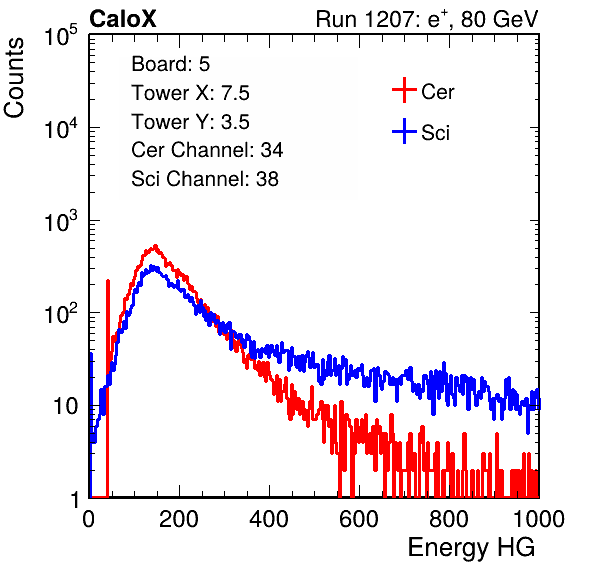 CaloX Run 1207: e⁺, 80 GeV
Counts
Board: 5
Tower X: 7.5
Tower Y: 3.5
Cer Channel: 34
Sci Channel: 38
Cer
Sci
10⁵
10⁴
10³
10²
10
1
0 200 400 600 800 1000
Energy HG